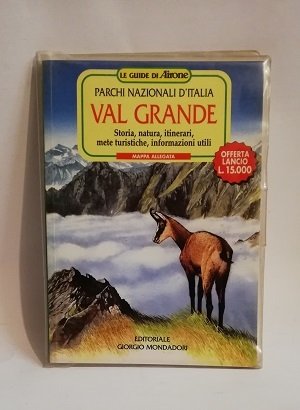 LE GUIDE DI Airone
PARCHI NAZIONALI D'ITALIA
VAL GRANDE
Storia, natura, itinerari,
mete turistiche, informazioni utili
MAPPA ALLEGATA
OFFERTA
LANCIO
L. 15.000
EDITORIALE
GIORGIO MONDADORI